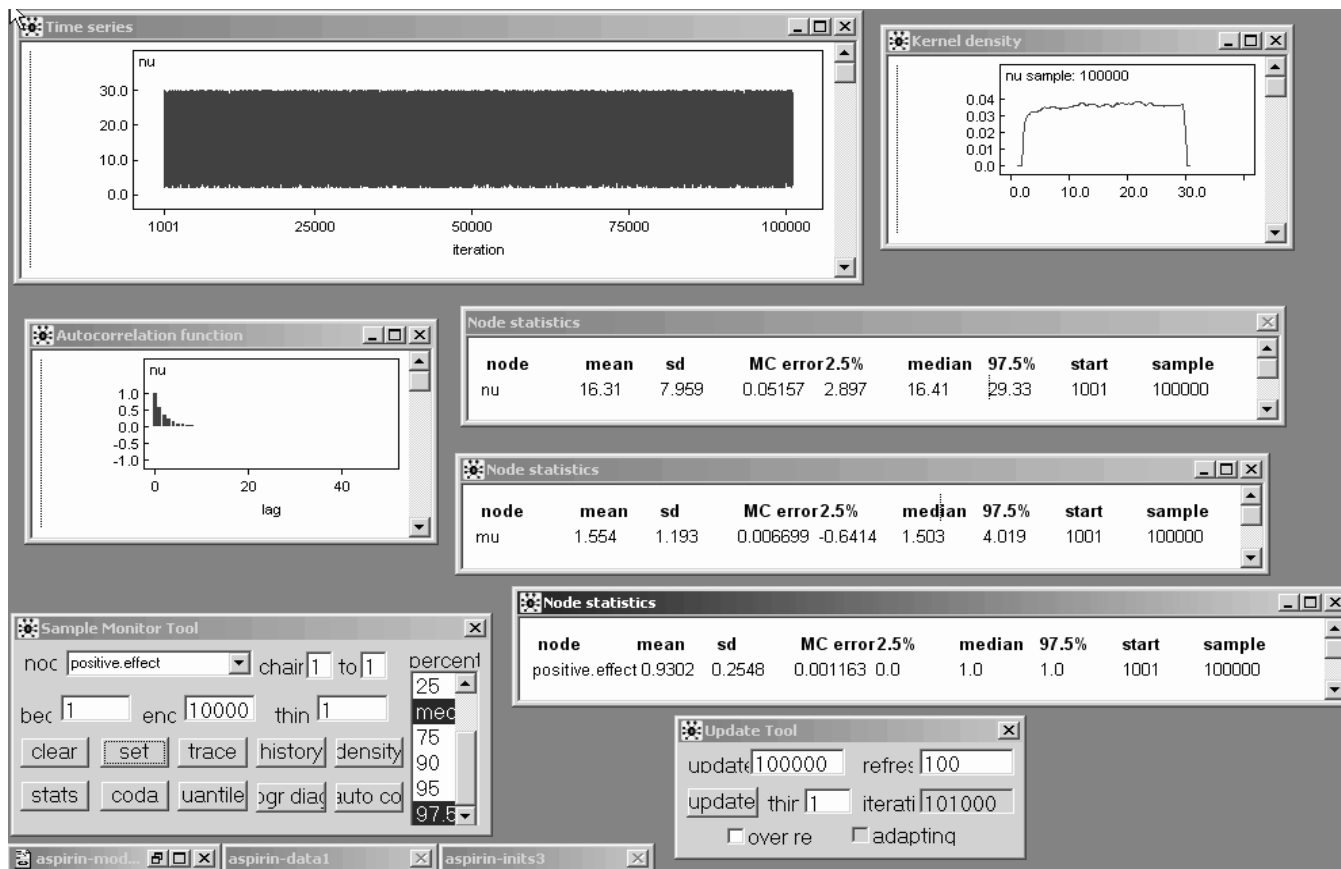 Time series
nu
30.0
20.0
10.0
0.0
1001 25000 50000 75000 100000
iteration
Kernel density
nu sample: 100000
0.04
0.03
0.02
0.01
0.0
0.0 10.0 20.0 30.0
Autocorrelation function
nu
1.0
0.5
0.0
-0.5
-1.0
0 20 40
lag
Node statistics
node mean sd MC error 2.5% median 97.5% start sample
nu 16.31 7.959 0.05157 2.897 16.41 29.33 1001 100000
Node statistics
node mean sd MC error 2.5% median 97.5% start sample
mu 1.554 1.193 0.006699 -0.6414 1.503 4.019 1001 100000
Node statistics
node mean sd MC error 2.5% median 97.5% start sample
positive.effect 0.9302 0.2548 0.001163 0.0 1.0 1.0 1001 100000
Sample Monitor Tool
noc positive.effect chair 1 to 1 percent
bec 1 enc 10000 thin 1
clear set trace history density
stats coda uantile ogr diag auto co
25
med
75
90
95
97.5
Update Tool
update 100000 refres 100
update thir 1 iterati 101000
over re adapting
aspirin-mod... aspirin-data1 aspirin-inits3